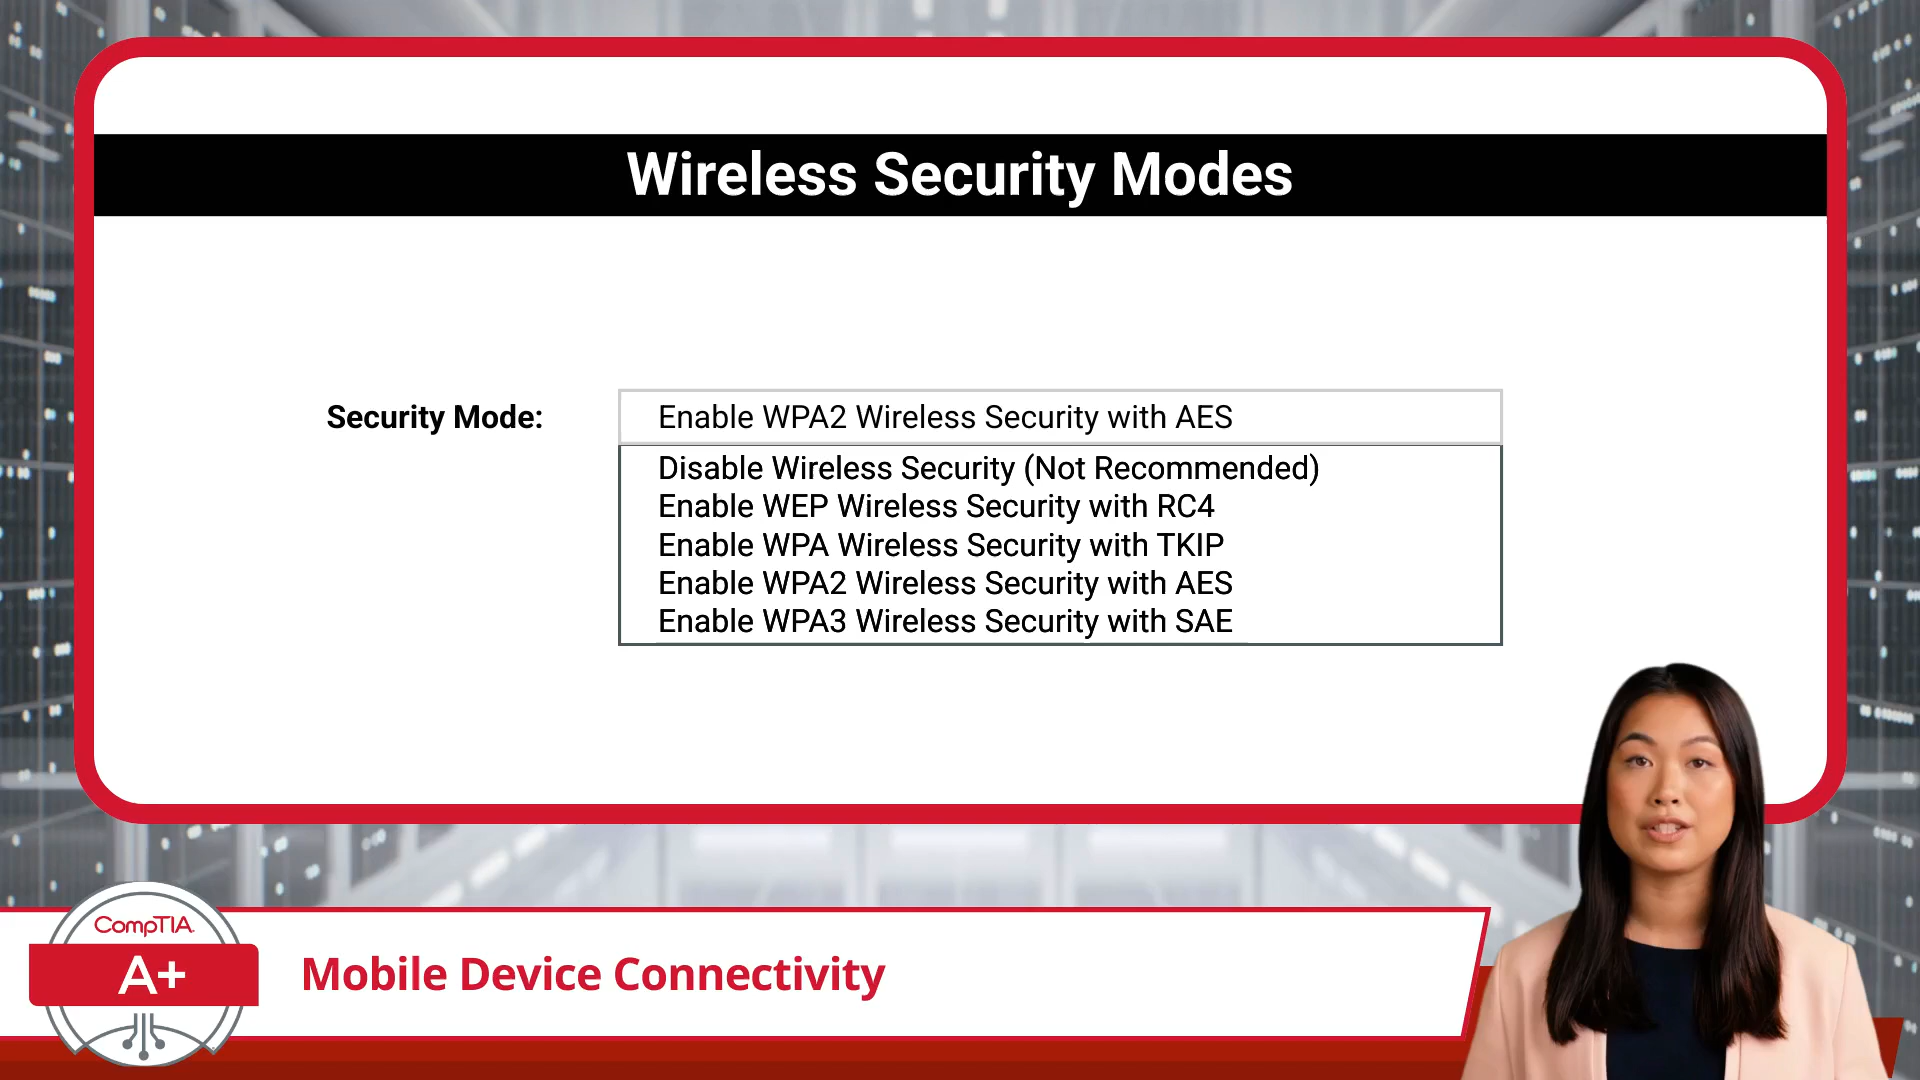 Wireless Security Modes
Security Mode: Enable WPA2 Wireless Security with AES
Disable Wireless Security (Not Recommended)
Enable WEP Wireless Security with RC4
Enable WPA Wireless Security with TKIP
Enable WPA2 Wireless Security with AES
Enable WPA3 Wireless Security with SAE
CompTIA.
A+
Mobile Device Connectivity